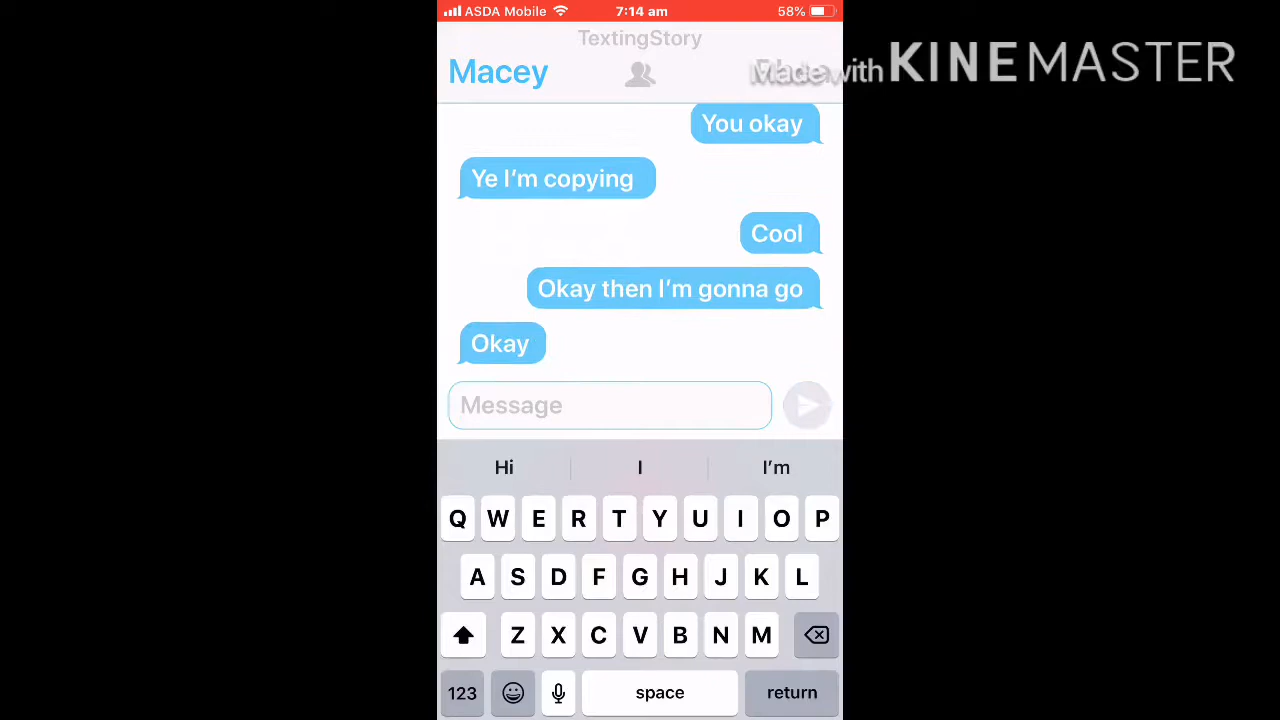 ASDA Mobile 7:14 am 58%
TextingStory
Macey
Made with KINEMASTER
You okay
Ye I'm copying
Cool
Okay then I'm gonna go
Okay
Message
Hi I I'm
Q W E R T Y U I O P
A S D F G H J K L
Z X C V B N M
123 space return